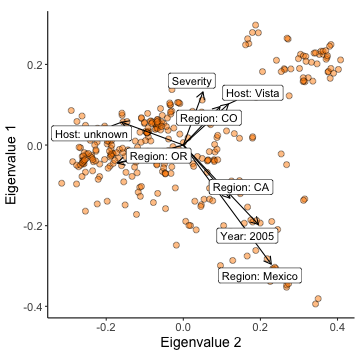 0.2
0.0
-0.2
-0.4
Eigenvalue 1
Severity
Host: Vista
Region: CO
Host: unknown
Region: OR
Region: CA
Year: 2005
Region: Mexico
-0.2
0.0
0.2
0.4
Eigenvalue 2